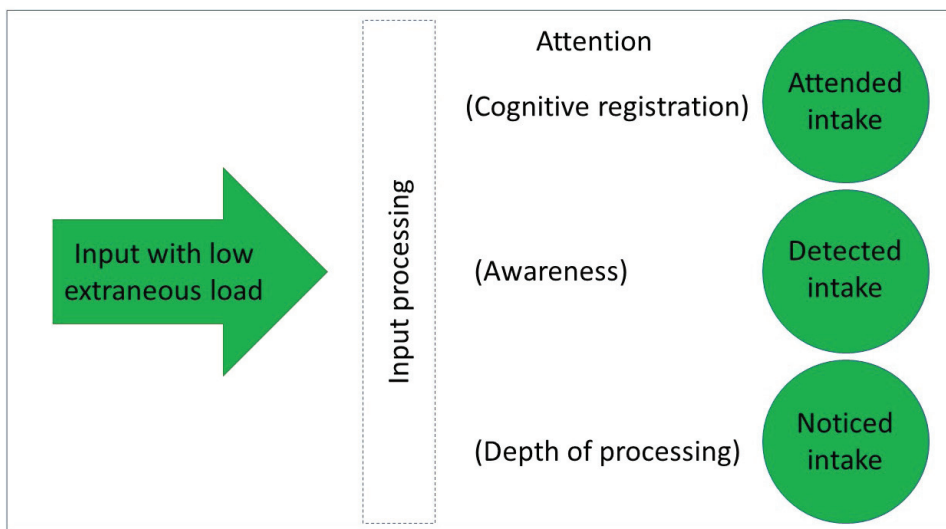 Input with low
extraneous load
Input processing
Attention
(Cognitive registration)
Attended
intake
(Awareness)
Detected
intake
(Depth of processing)
Noticed
intake